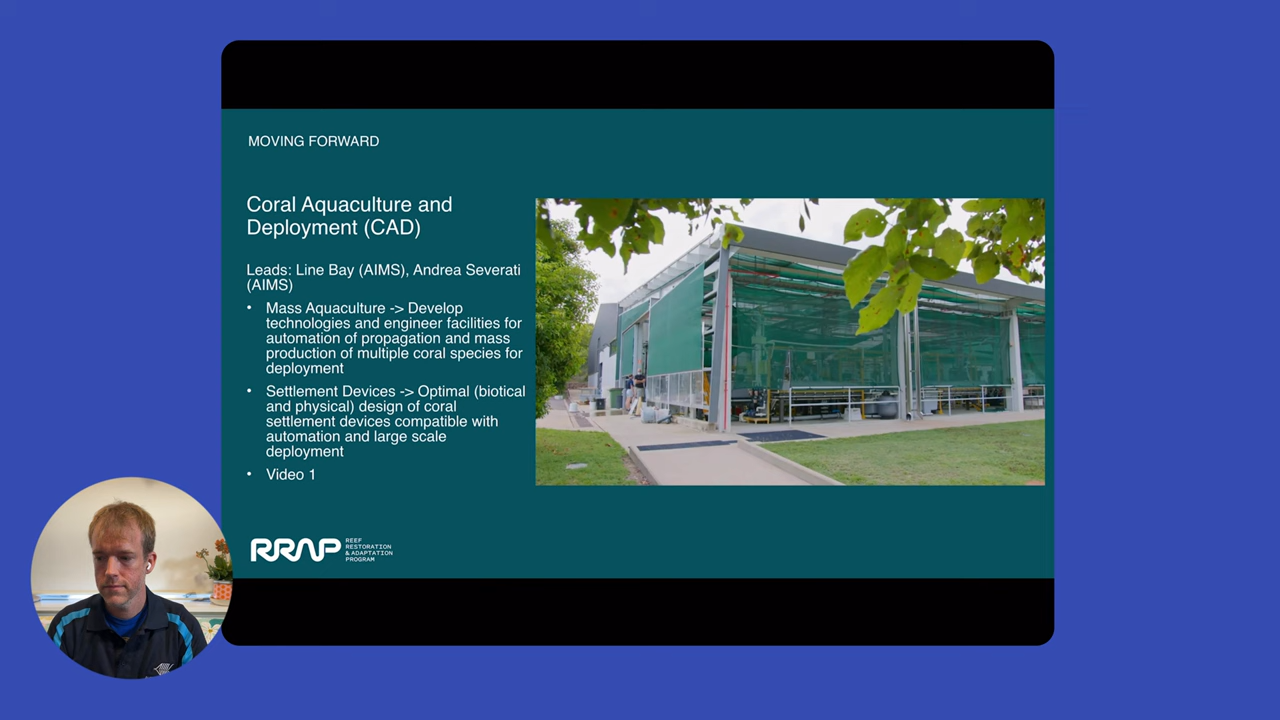 MOVING FORWARD
Coral Aquaculture and
Deployment (CAD)
Leads: Line Bay (AIMS), Andrea Severati
(AIMS)
• Mass Aquaculture -> Develop
technologies and engineer facilities for
automation of propagation and mass
production of multiple coral species for
deployment
• Settlement Devices -> Optimal (biotical
and physical) design of coral
settlement devices compatible with
automation and large scale
deployment
• Video 1
RRAP
REEF
RESTORATION
& ADAPTATION
PROGRAM